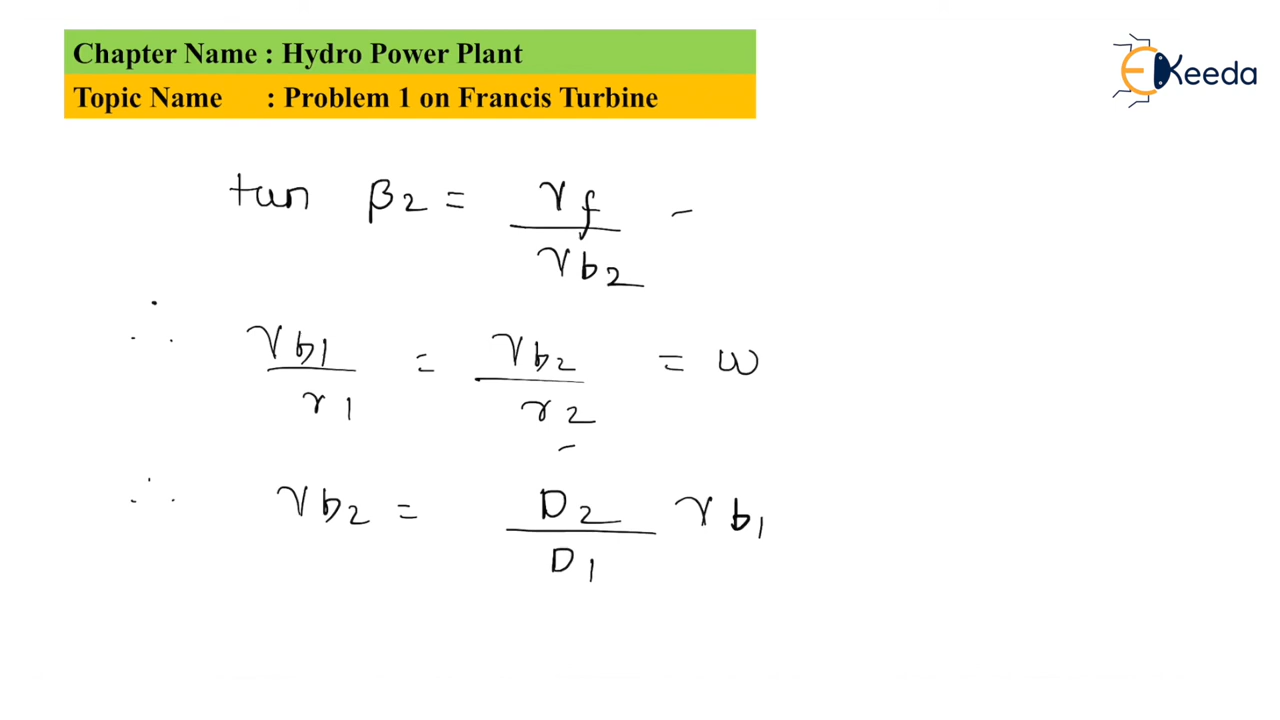 Chapter Name : Hydro Power Plant
EKeeda
Topic Name : Problem 1 on Francis Turbine
tan β2 = Vf / Vb2 -
∴ Vb1 / r1 = Vb2 / r2 = ω
∴ Vb2 = D2 / D1 Vb1